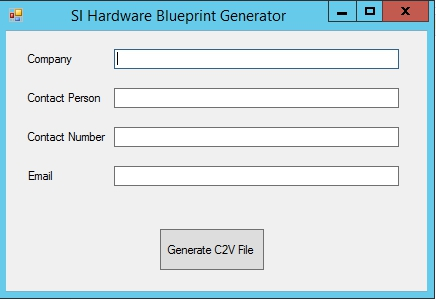 SI Hardware Blueprint Generator
Company
Contact Person
Contact Number
Email
Generate C2V File